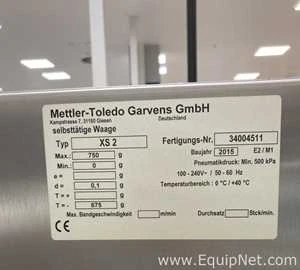 Mettler-Toledo Garvens GmbH
Kampstrasse 7, 31180 Giesen Deutschland
selbsttätige Waage
Typ XS 2 Fertigungs-Nr. 34004511
Max.: 750 g Baujahr 2015 E2 / M1
Min.: 0 g Pneumatikdruck: Min. 500 kPa
e = g 100 - 240V~ / 50 - 60 Hz
d = 0,1 g Temperaturbereich : 0 °C / +40 °C
T = + g
T = - 675 g
Max. Bandgeschwindigkeit m/min Durchsatz Stck/min.
CE
www.EquipNet.com